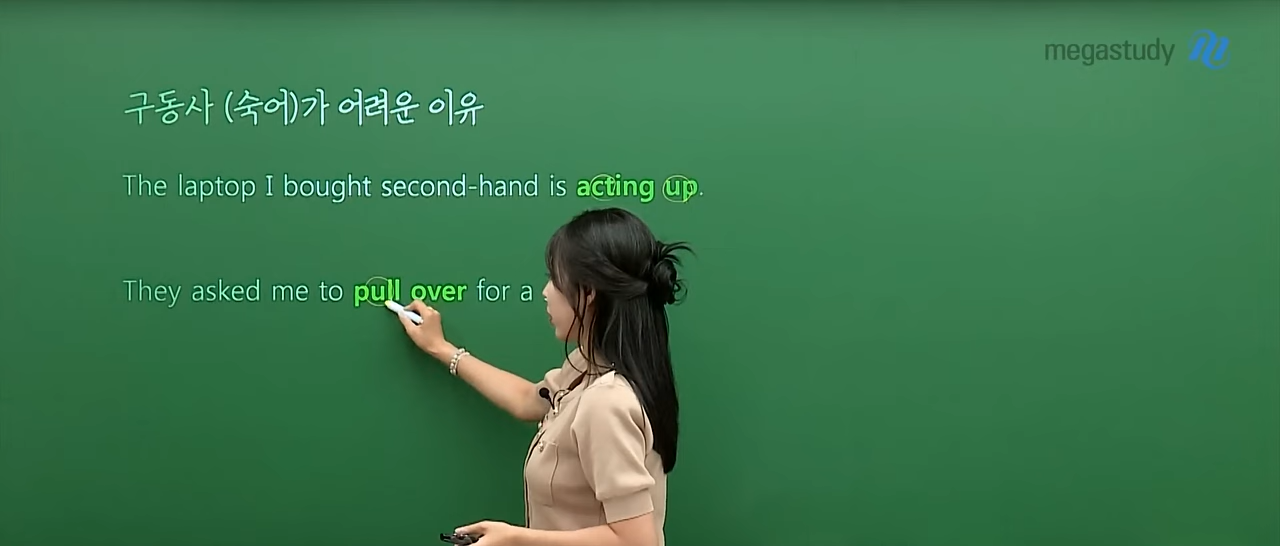 megastudy
구동사 (숙어)가 어려운 이유
The laptop I bought second-hand is acting up.
They asked me to pull over for a